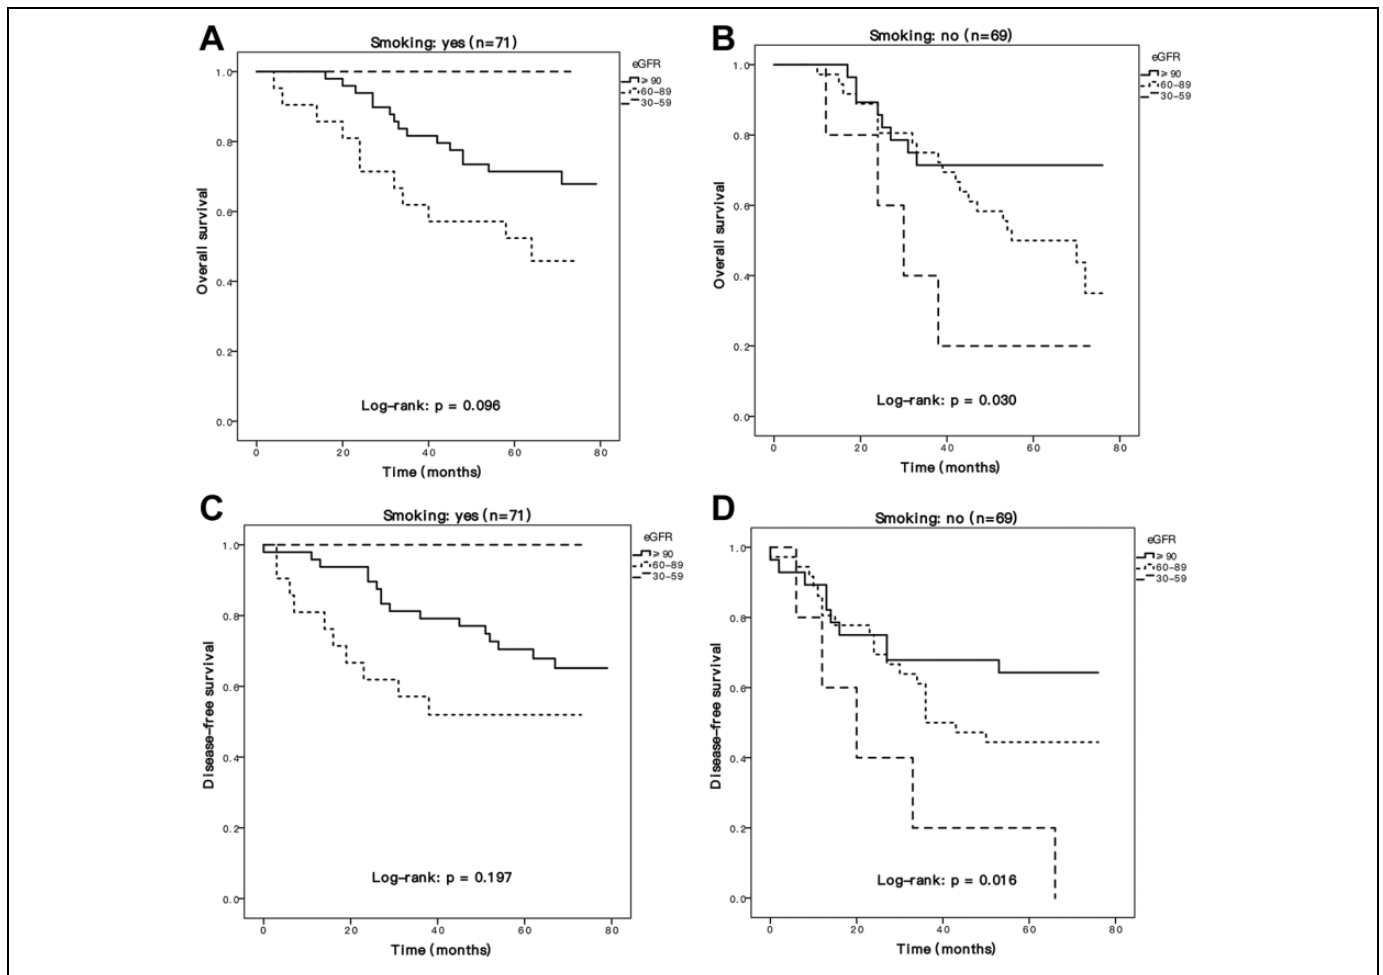 A
Smoking: yes (n=71)
eGFR
≥ 90
60–89
30–59
1.0
0.8
0.6
0.4
0.2
0.0
Overall survival
Log–rank: p = 0.096
0 20 40 60 80
Time (months)
B
Smoking: no (n=69)
eGFR
≥ 90
60–89
30–59
1.0
0.8
0.6
0.4
0.2
0.0
Overall survival
Log–rank: p = 0.030
0 20 40 60 80
Time (months)
C
Smoking: yes (n=71)
eGFR
≥ 90
60–89
30–59
1.0
0.8
0.6
0.4
0.2
0.0
Disease–free survival
Log–rank: p = 0.197
0 20 40 60 80
Time (months)
D
Smoking: no (n=69)
eGFR
≥ 90
60–89
30–59
1.0
0.8
0.6
0.4
0.2
0.0
Disease–free survival
Log–rank: p = 0.016
0 20 40 60 80
Time (months)